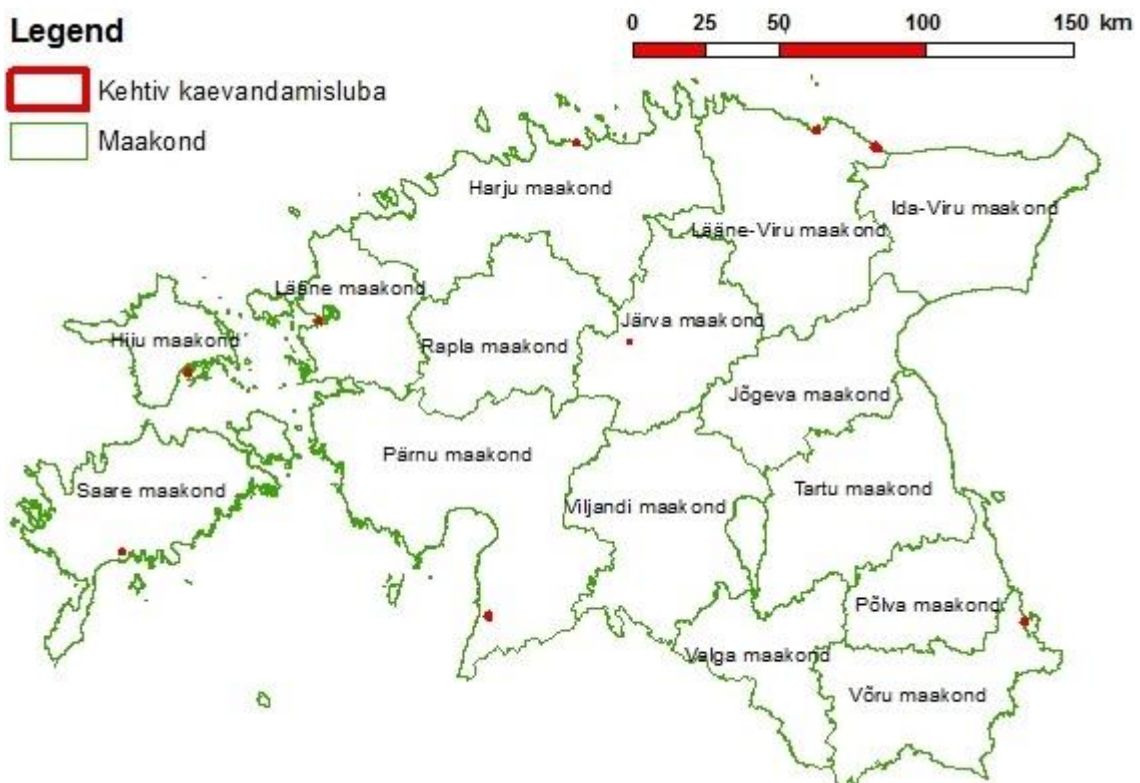 Legend
0 25 50 100 150 km
Kehtiv kaevandamisluba
Maakond
Harju maakond
Ida-Viru maakond
Lääne-Viru maakond
Lääne maakond
Hiiu maakond
Rapla maakond
Järva maakond
Jõgeva maakond
Pärnu maakond
Saare maakond
Viljandi maakond
Tartu maakond
Põlva maakond
Valga maakond
Võru maakond